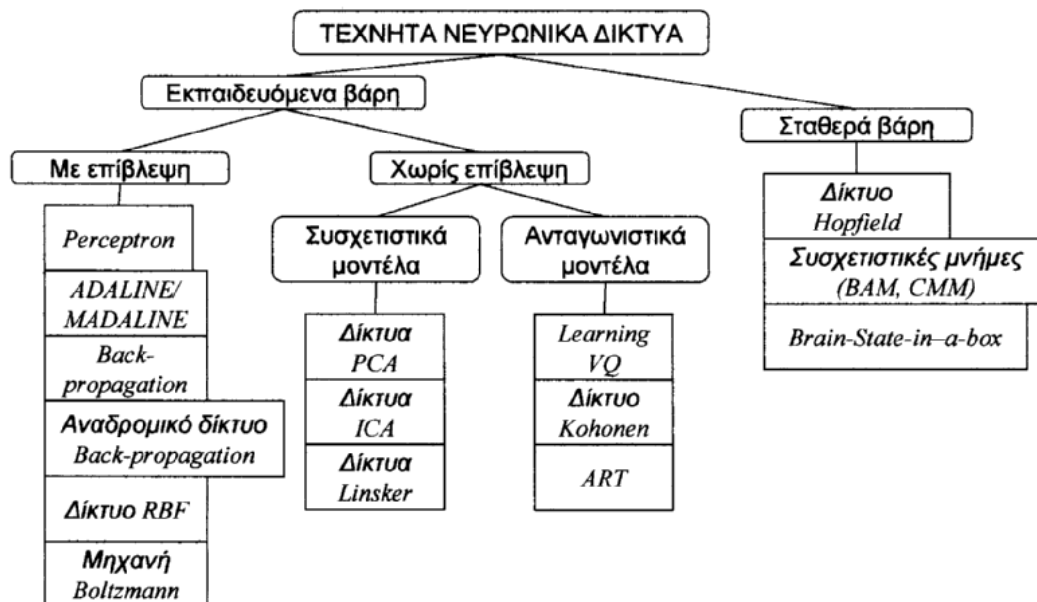 ΤΕΧΝΗΤΑ ΝΕΥΡΩΝΙΚΑ ΔΙΚΤΥΑ
Εκπαιδευόμενα βάρη
Σταθερά βάρη
Με επίβλεψη
Χωρίς επίβλεψη
Perceptron
ADALINE/
MADALINE
Back-
propagation
Αναδρομικό δίκτυο
Back-propagation
Δίκτυο RBF
Μηχανή
Boltzmann
Συσχετιστικά
μοντέλα
Δίκτυα
PCA
Δίκτυα
ICA
Δίκτυα
Linsker
Ανταγωνιστικά
μοντέλα
Learning
VQ
Δίκτυο
Kohonen
ART
Δίκτυο
Hopfield
Συσχετιστικές μνήμες
(BAM, CMM)
Brain-State-in–a-box